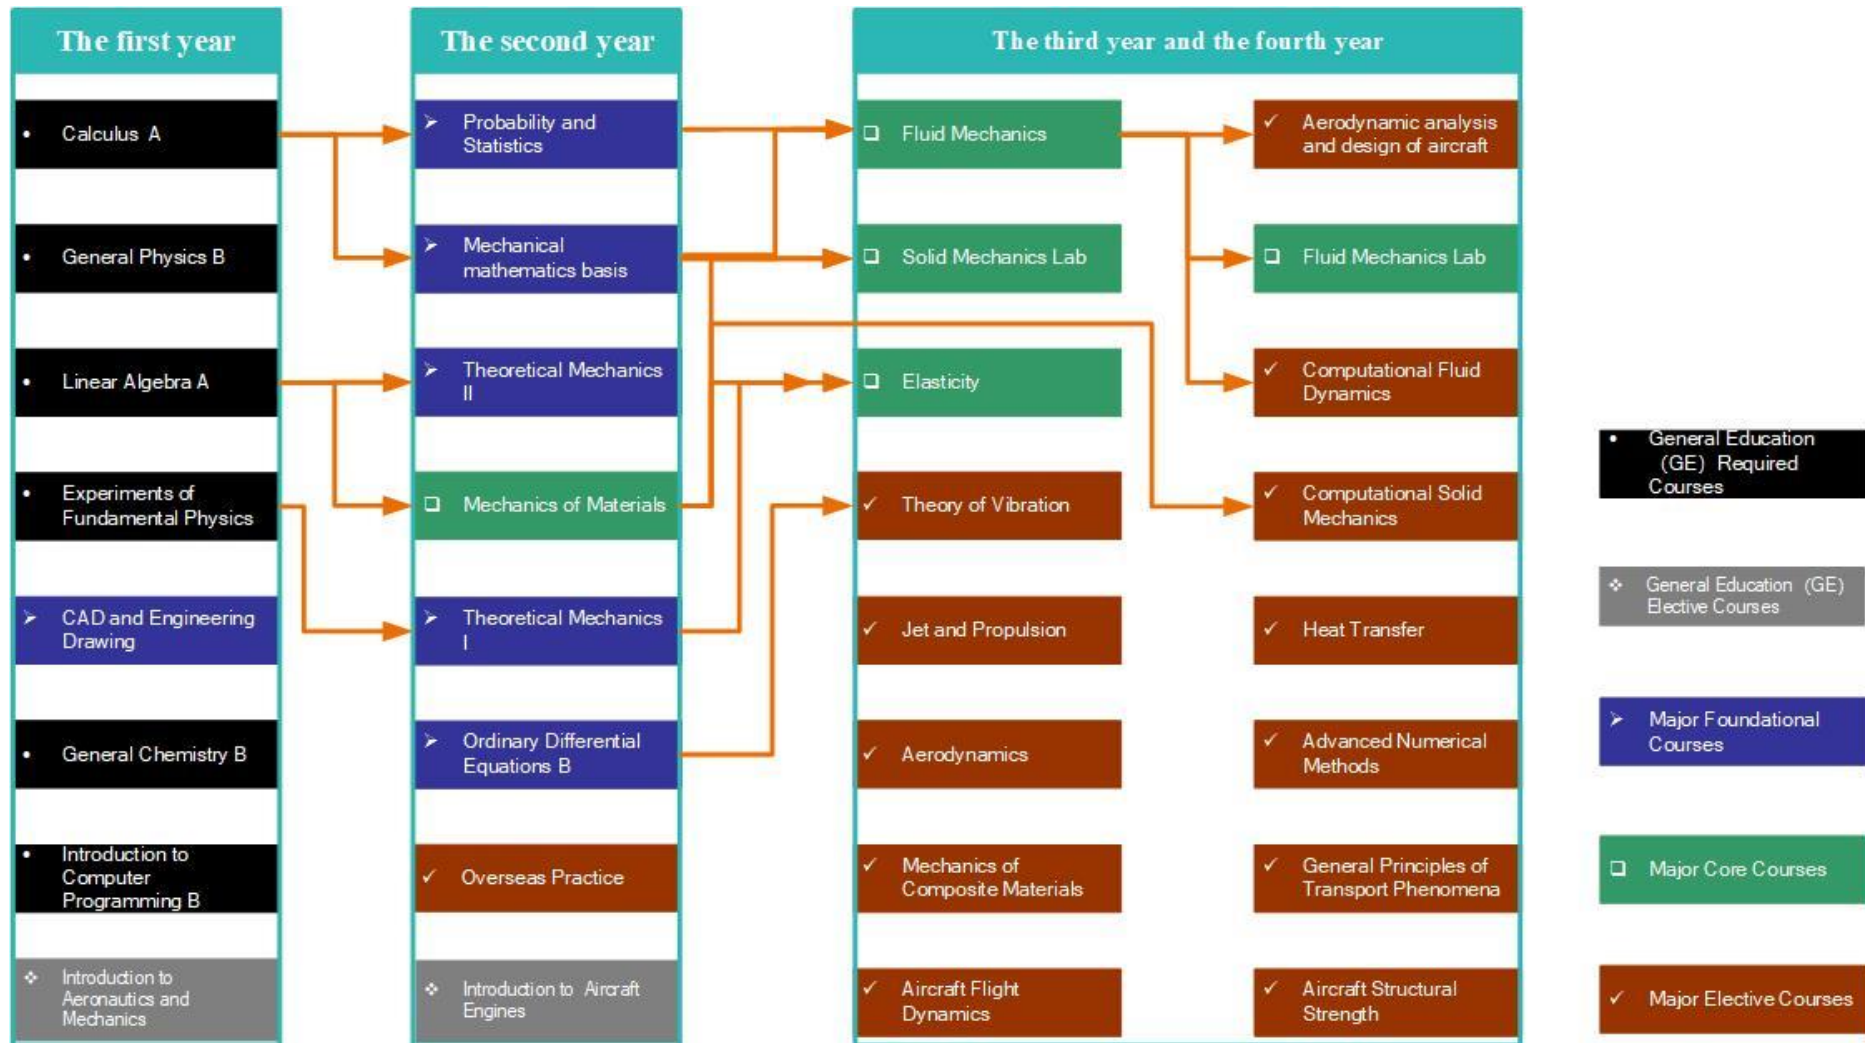 The first year
Calculus A
General Physics B
Linear Algebra A
Experiments of
Fundamental Physics
CAD and Engineering
Drawing
General Chemistry B
Introduction to
Computer
Programming B
Introduction to
Aeronautics and
Mechanics
The second year
Probability and
Statistics
Mechanical
mathematics basis
Theoretical Mechanics
II
Mechanics of Materials
Theoretical Mechanics
I
Ordinary Differential
Equations B
Overseas Practice
Introduction to Aircraft
Engines
The third year and the fourth year
Fluid Mechanics
Solid Mechanics Lab
Elasticity
Theory of Vibration
Jet and Propulsion
Aerodynamics
Mechanics of
Composite Materials
Aircraft Flight
Dynamics
Aerodynamic analysis
and design of aircraft
Fluid Mechanics Lab
Computational Fluid
Dynamics
Computational Solid
Mechanics
Heat Transfer
Advanced Numerical
Methods
General Principles of
Transport Phenomena
Aircraft Structural
Strength
General Education
(GE) Required
Courses
General Education (GE)
Elective Courses
Major Foundational
Courses
Major Core Courses
Major Elective Courses